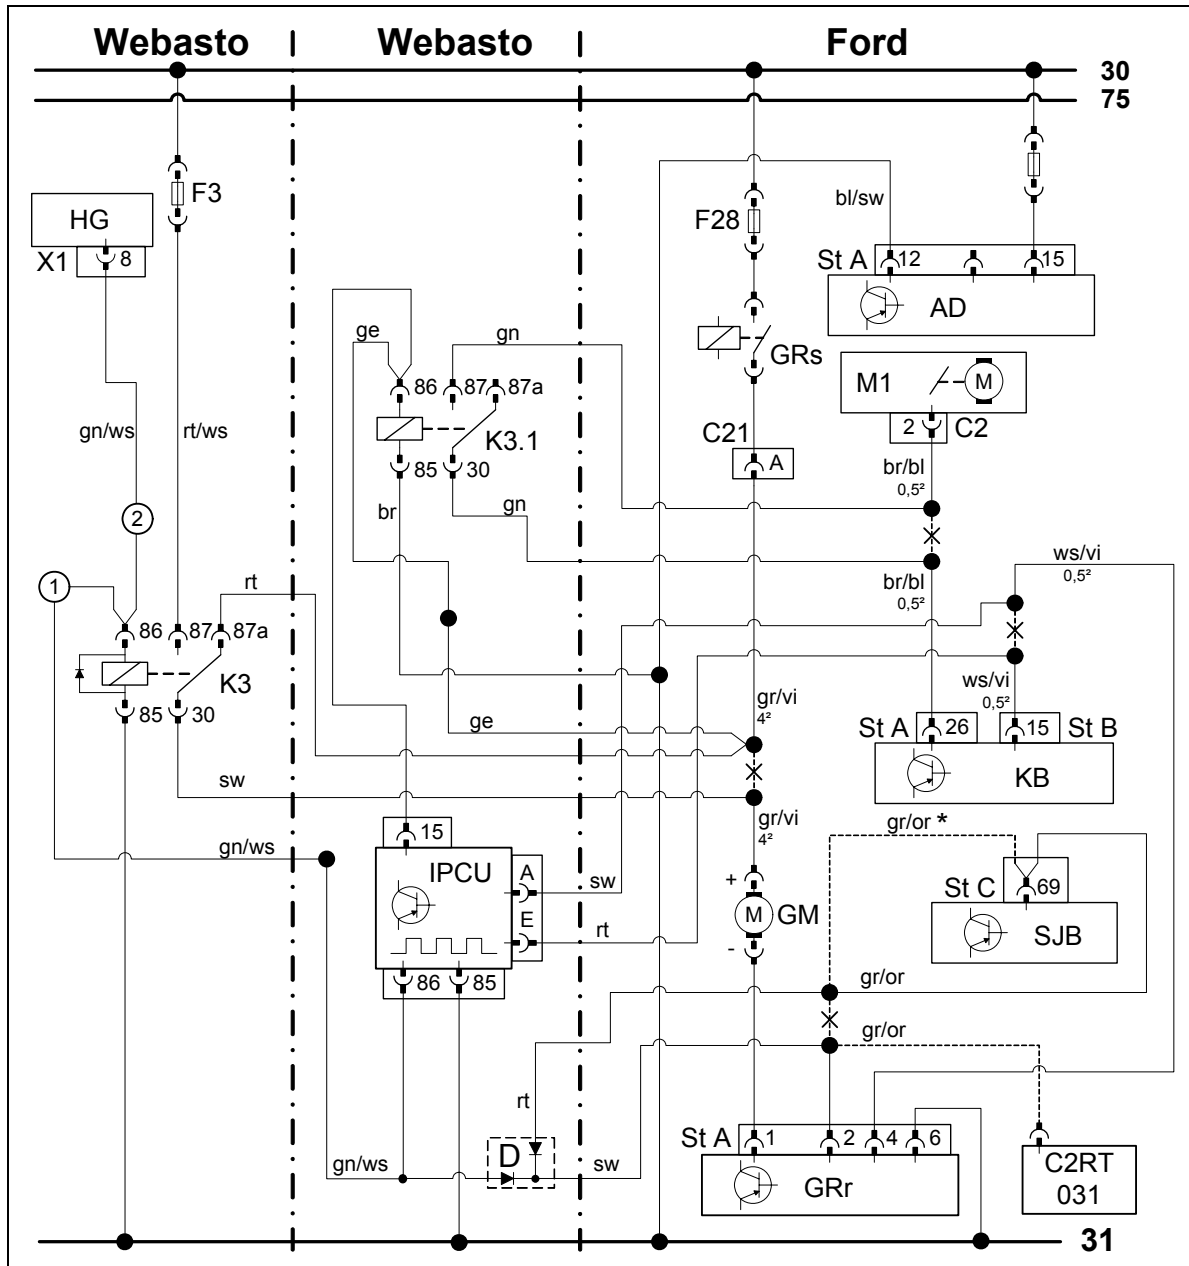 Webasto Webasto Ford
30
75
F3
HG
X1 8
bl/sw
F28
St A 12 15
AD
ge
gn
86 87 87a
K3.1
85 30
GRs
M1 M
2 C2
C21
A
gn/ws rt/ws
br/bl
0,5²
br
gn
2
ws/vi
0,5²
1
rt
br/bl
0,5²
86 87 87a
K3
85 30
gr/vi
4²
ws/vi
0,5²
ge
St A 26 15 St B
KB
sw
gr/vi
4²
gr/or *
15
gn/ws
IPCU
A
sw
E
rt
+
M GM
-
St C 69
SJB
86 85
gr/or
gr/or
rt
D
gn/ws
sw
St A 1 2 4 6
GRr
C2RT
031
31